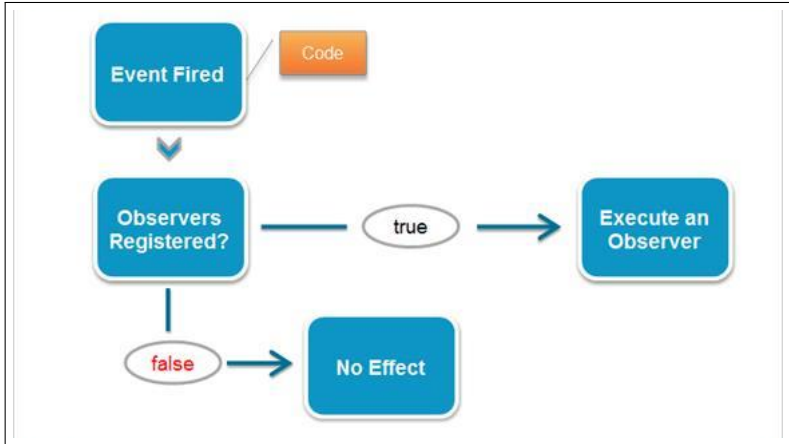 Code
Event Fired
Observers
Registered?
true
Execute an
Observer
false
No Effect